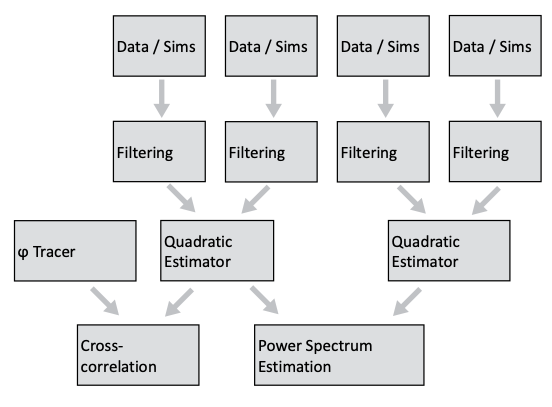 Data / Sims
Data / Sims
Data / Sims
Data / Sims
Filtering
Filtering
Filtering
Filtering
φ Tracer
Quadratic
Estimator
Quadratic
Estimator
Cross-
correlation
Power Spectrum
Estimation